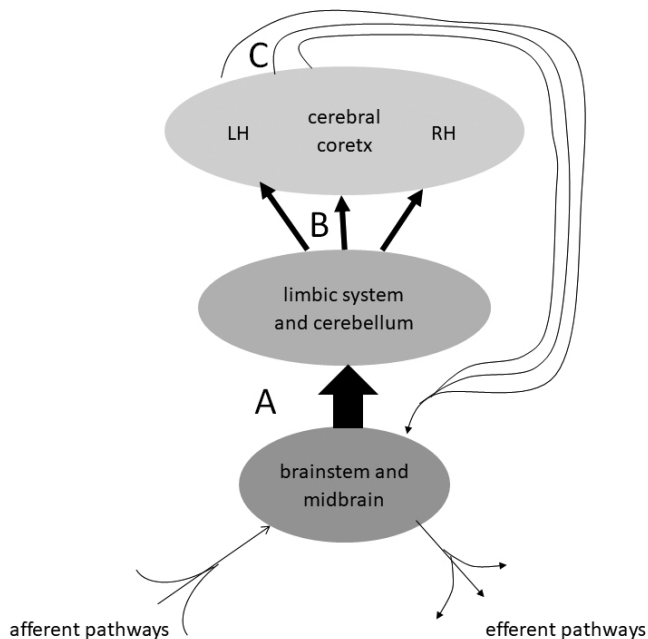 C
LH
cerebral
coretx
RH
B
limbic system
and cerebellum
A
brainstem and
midbrain
afferent pathways
efferent pathways